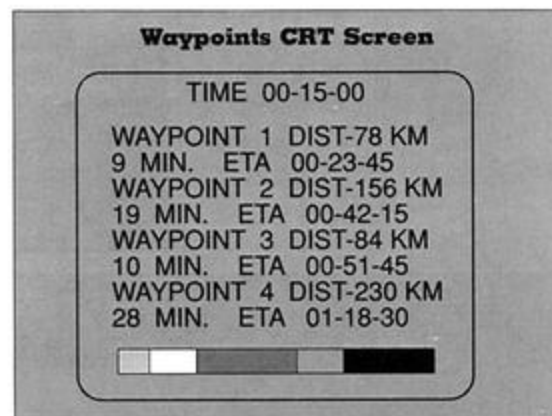 Waypoints CRT Screen
TIME 00-15-00
WAYPOINT 1 DIST-78 KM
9 MIN. ETA 00-23-45
WAYPOINT 2 DIST-156 KM
19 MIN. ETA 00-42-15
WAYPOINT 3 DIST-84 KM
10 MIN. ETA 00-51-45
WAYPOINT 4 DIST-230 KM
28 MIN. ETA 01-18-30